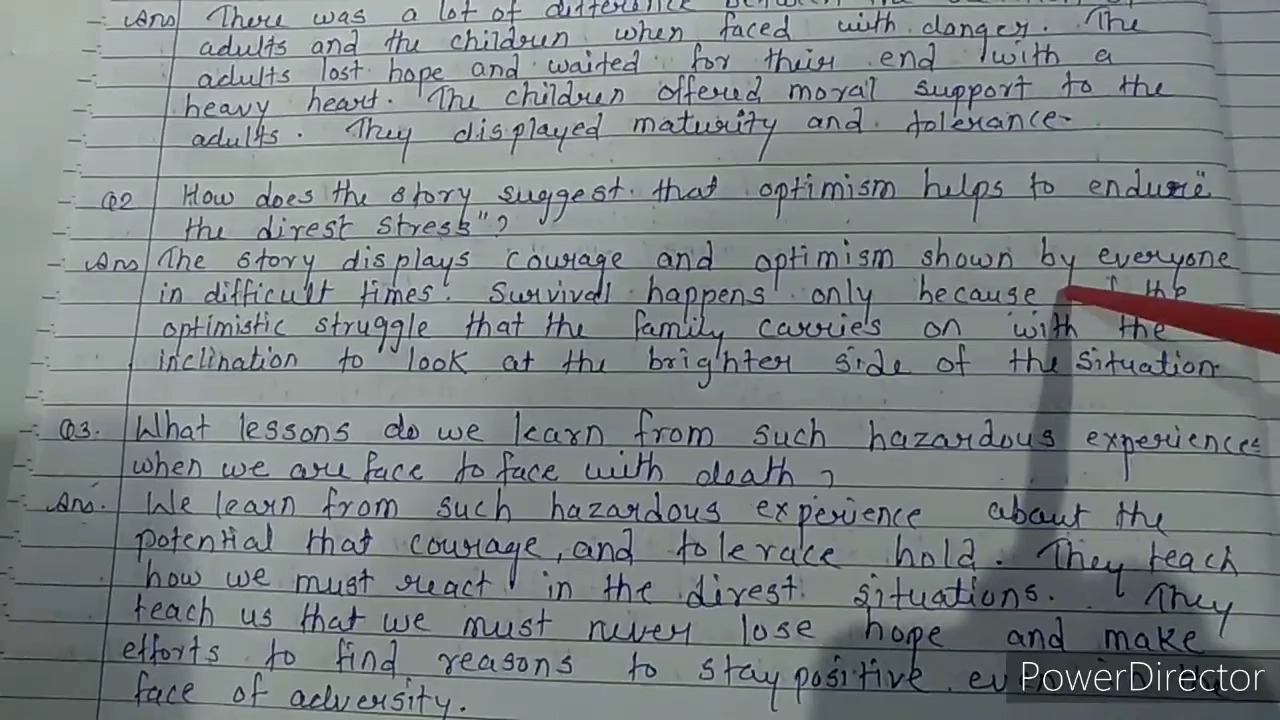 Ans There was a lot of difference between the
adults and the children when faced with danger. The
adults lost hope and waited for their end with a
heavy heart. The children offered moral support to the
adults. They displayed maturity and tolerance.
Q2 How does the story suggest that optimism helps to endure"
the direst stress"?
Ans The story displays courage and optimism shown by everyone
in difficult times. Survival happens only because the
optimistic struggle that the family carries on with the
inclination to look at the brighter side of the situation
Q3. What lessons do we learn from such hazardous experiences
when we are face to face with death ?
Ans. We learn from such hazardous experience about the
potential that courage, and tolerace hold. They teach
how we must react in the direst situations. They
teach us that we must never lose hope and make
efforts to find reasons to stay positive
face of adversity.
PowerDirector